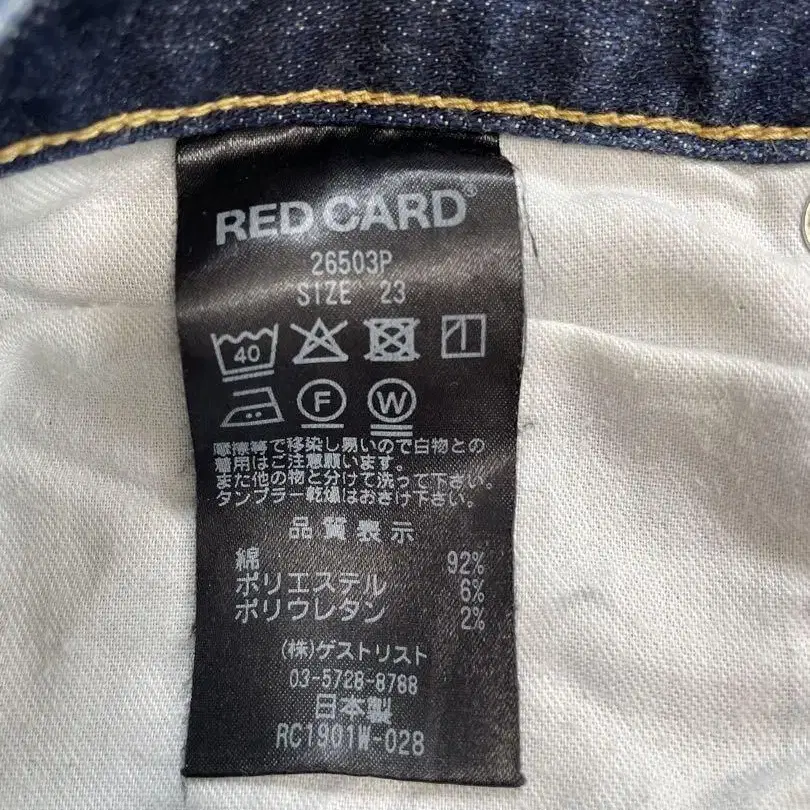 RED CARD®
26503P
SIZE 23
40
F W
摩擦等で移染し易いので白物との
着用はご注意願います。
また他の物と分けて洗って下さい。
タンブラー乾燥はおさけ下さい。
品質表示
綿 92%
ポリエステル 6%
ポリウレタン 2%
(株)ゲストリスト
03-5728-8788
日本製
RC1901W-028